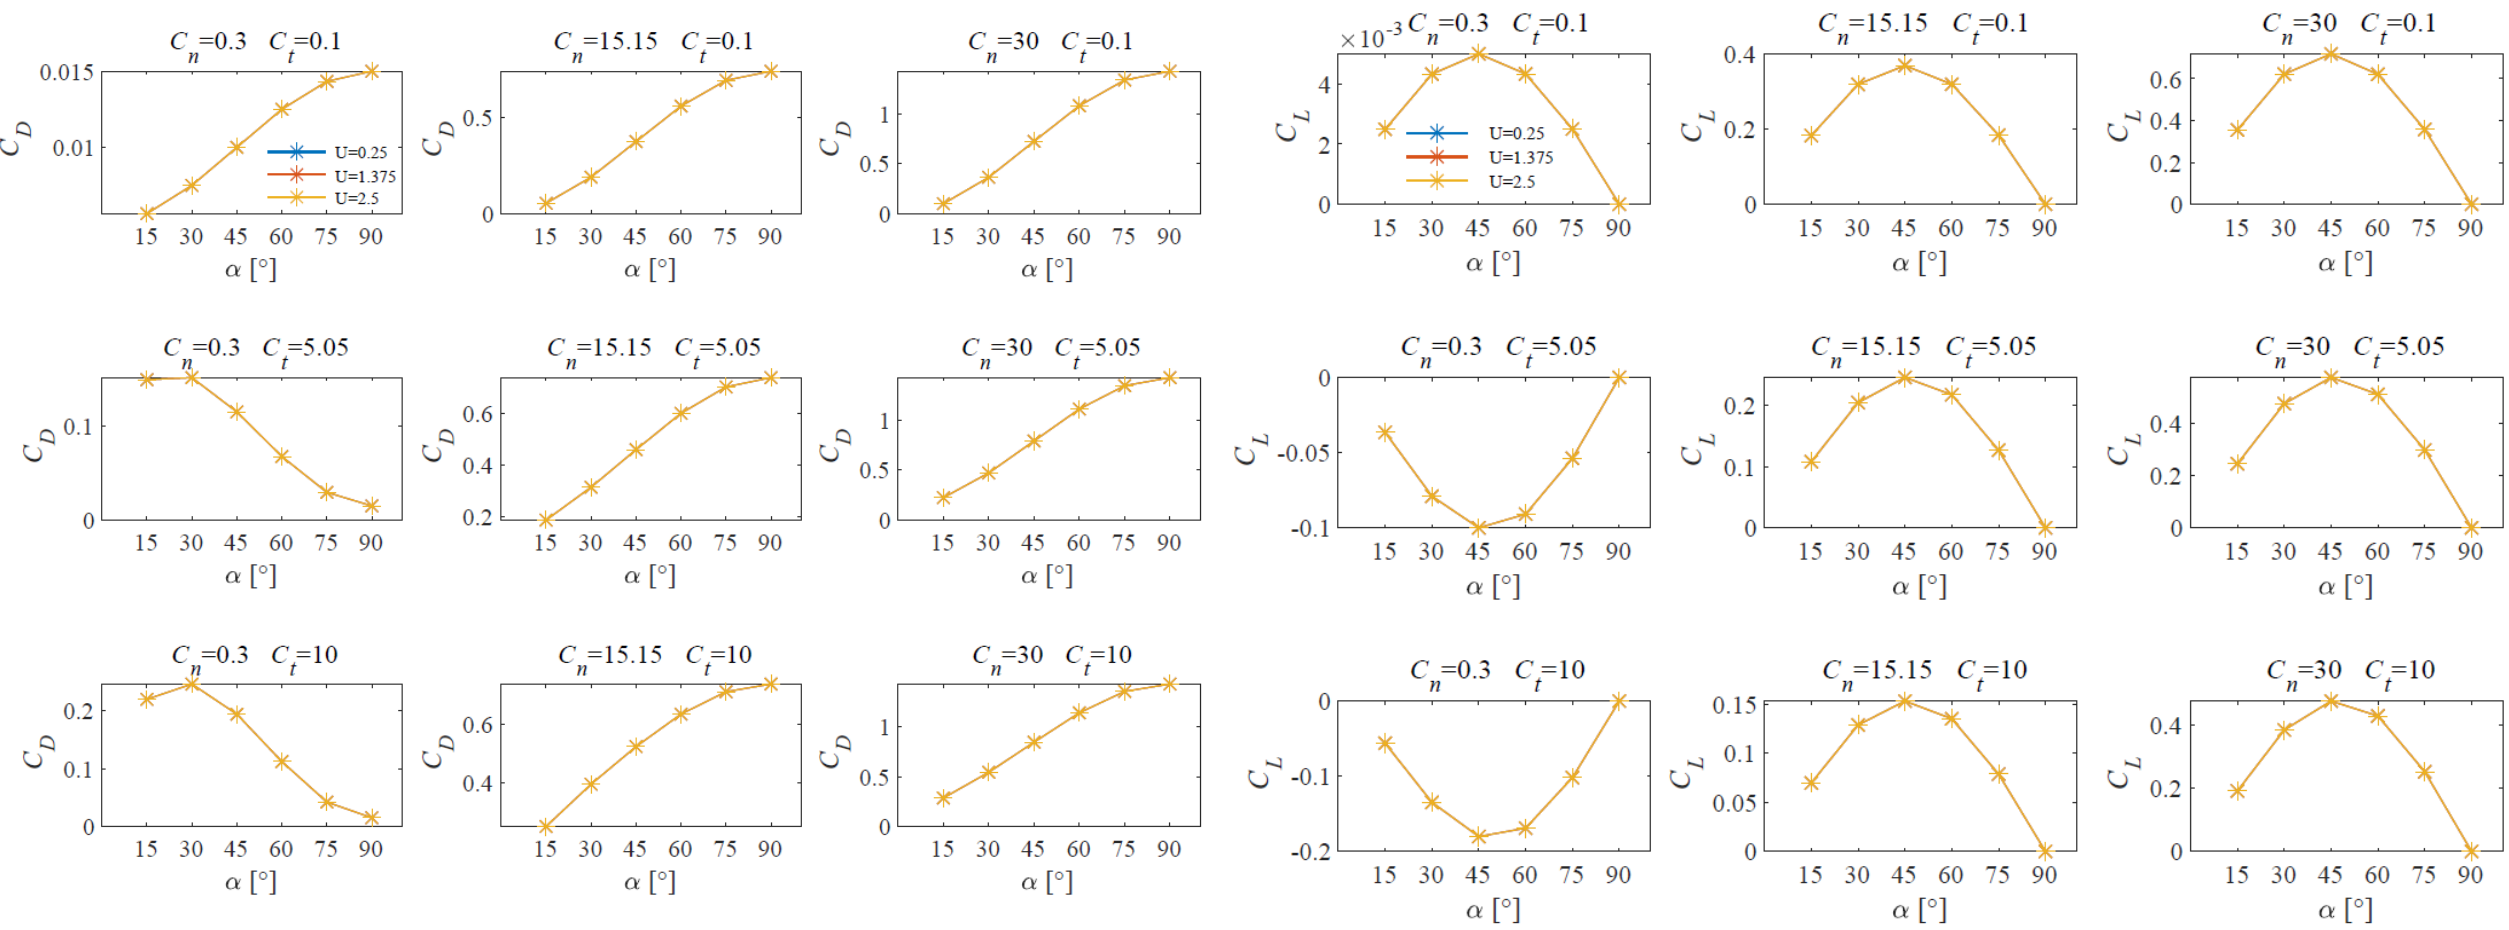 C_n=0.3 C_t=0.1
0.015
0.01
C_D
U=0.25
U=1.375
U=2.5
15 30 45 60 75 90
α [°]
C_n=15.15 C_t=0.1
0.5
0
C_D
15 30 45 60 75 90
α [°]
C_n=30 C_t=0.1
1
0.5
0
C_D
15 30 45 60 75 90
α [°]
×10^-3 C_n=0.3 C_t=0.1
4
2
0
C_L
U=0.25
U=1.375
U=2.5
15 30 45 60 75 90
α [°]
C_n=15.15 C_t=0.1
0.4
0.2
0
C_L
15 30 45 60 75 90
α [°]
C_n=30 C_t=0.1
0.6
0.4
0.2
0
C_L
15 30 45 60 75 90
α [°]
C_n=0.3 C_t=5.05
0.1
0
C_D
15 30 45 60 75 90
α [°]
C_n=15.15 C_t=5.05
0.6
0.4
0.2
C_D
15 30 45 60 75 90
α [°]
C_n=30 C_t=5.05
1
0.5
0
C_D
15 30 45 60 75 90
α [°]
C_n=0.3 C_t=5.05
0
-0.05
-0.1
C_L
15 30 45 60 75 90
α [°]
C_n=15.15 C_t=5.05
0.2
0.1
0
C_L
15 30 45 60 75 90
α [°]
C_n=30 C_t=5.05
0.4
0.2
0
C_L
15 30 45 60 75 90
α [°]
C_n=0.3 C_t=10
0.2
0.1
0
C_D
15 30 45 60 75 90
α [°]
C_n=15.15 C_t=10
0.6
0.4
C_D
15 30 45 60 75 90
α [°]
C_n=30 C_t=10
1
0.5
0
C_D
15 30 45 60 75 90
α [°]
C_n=0.3 C_t=10
0
-0.1
-0.2
C_L
15 30 45 60 75 90
α [°]
C_n=15.15 C_t=10
0.15
0.1
0.05
0
C_L
15 30 45 60 75 90
α [°]
C_n=30 C_t=10
0.4
0.2
0
C_L
15 30 45 60 75 90
α [°]